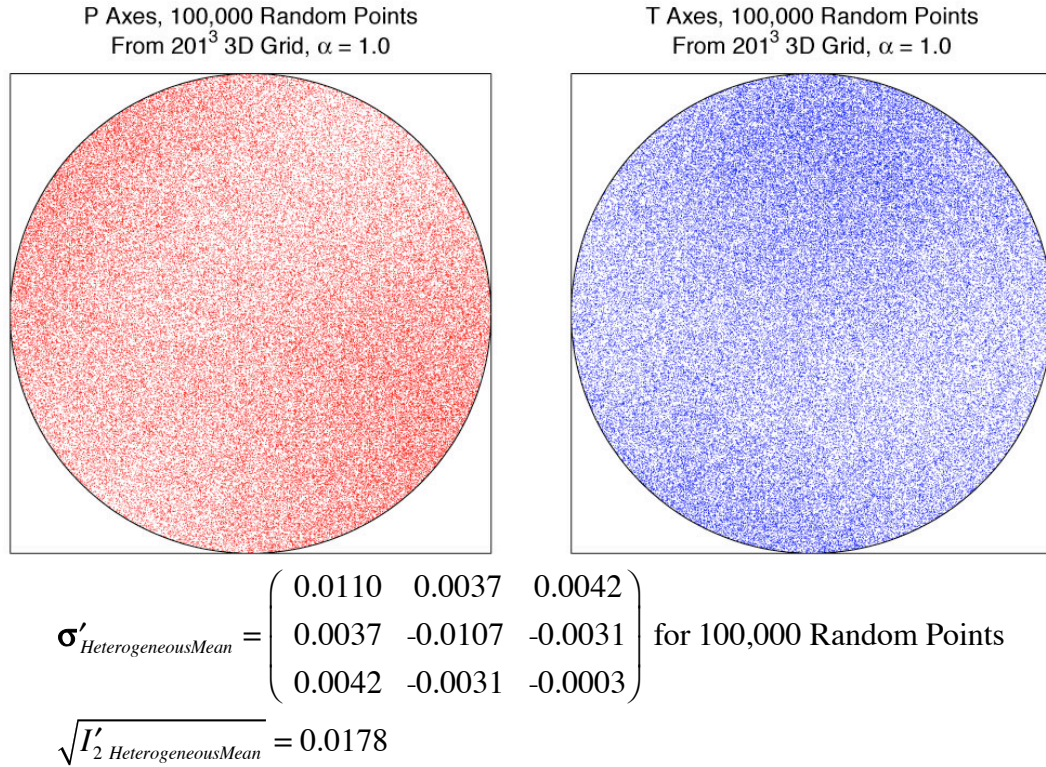 P Axes, 100,000 Random Points
From 201³ 3D Grid, α = 1.0
T Axes, 100,000 Random Points
From 201³ 3D Grid, α = 1.0
0.0110 0.0037 0.0042
σ′HeterogeneousMean = 0.0037 -0.0107 -0.0031 for 100,000 Random Points
0.0042 -0.0031 -0.0003
√I′2 HeterogeneousMean = 0.0178